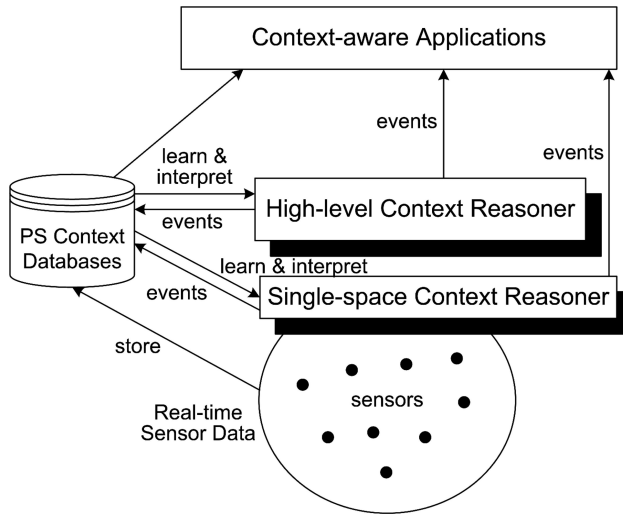 Context-aware Applications
events
events
learn &
interpret
High-level Context Reasoner
events
PS Context
Databases
learn & interpret
events
Single-space Context Reasoner
store
sensors
Real-time
Sensor Data